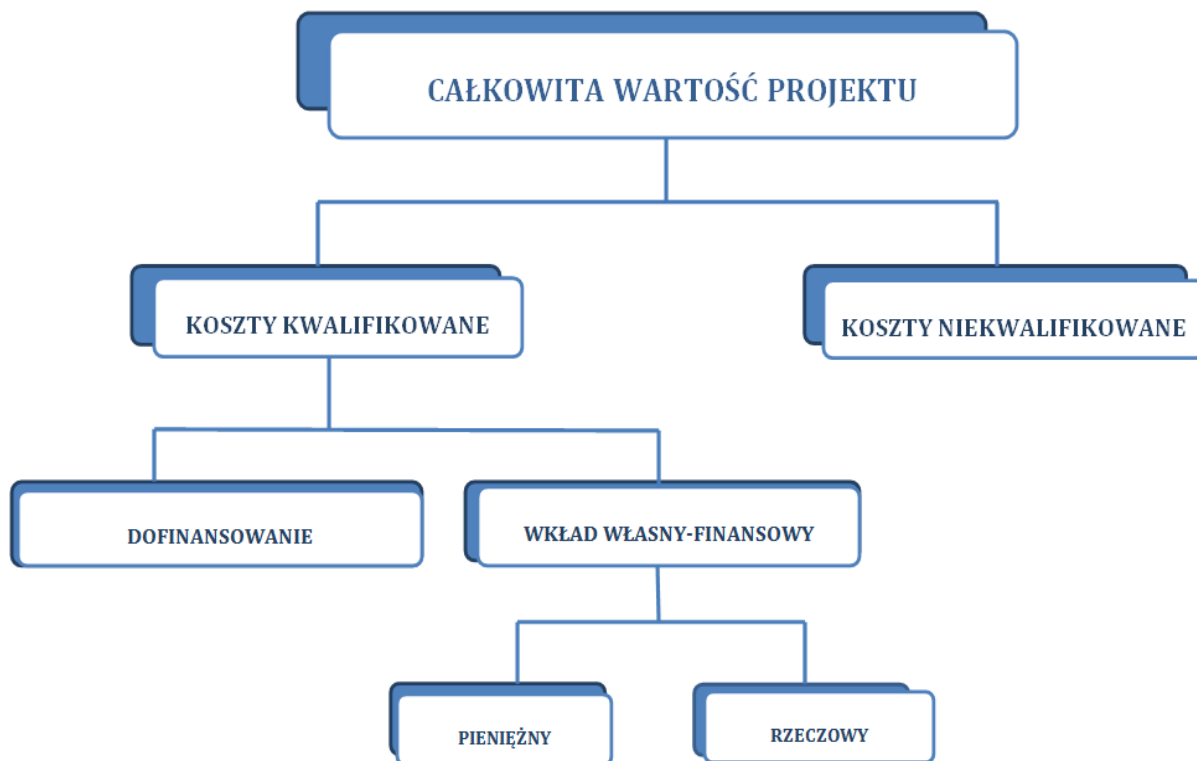 CAŁKOWITA WARTOŚĆ PROJEKTU
KOSZTY KWALIFIKOWANE
KOSZTY NIEKWALIFIKOWANE
DOFINANSOWANIE
WKŁAD WŁASNY-FINANSOWY
PIENIĘŻNY
RZECZOWY